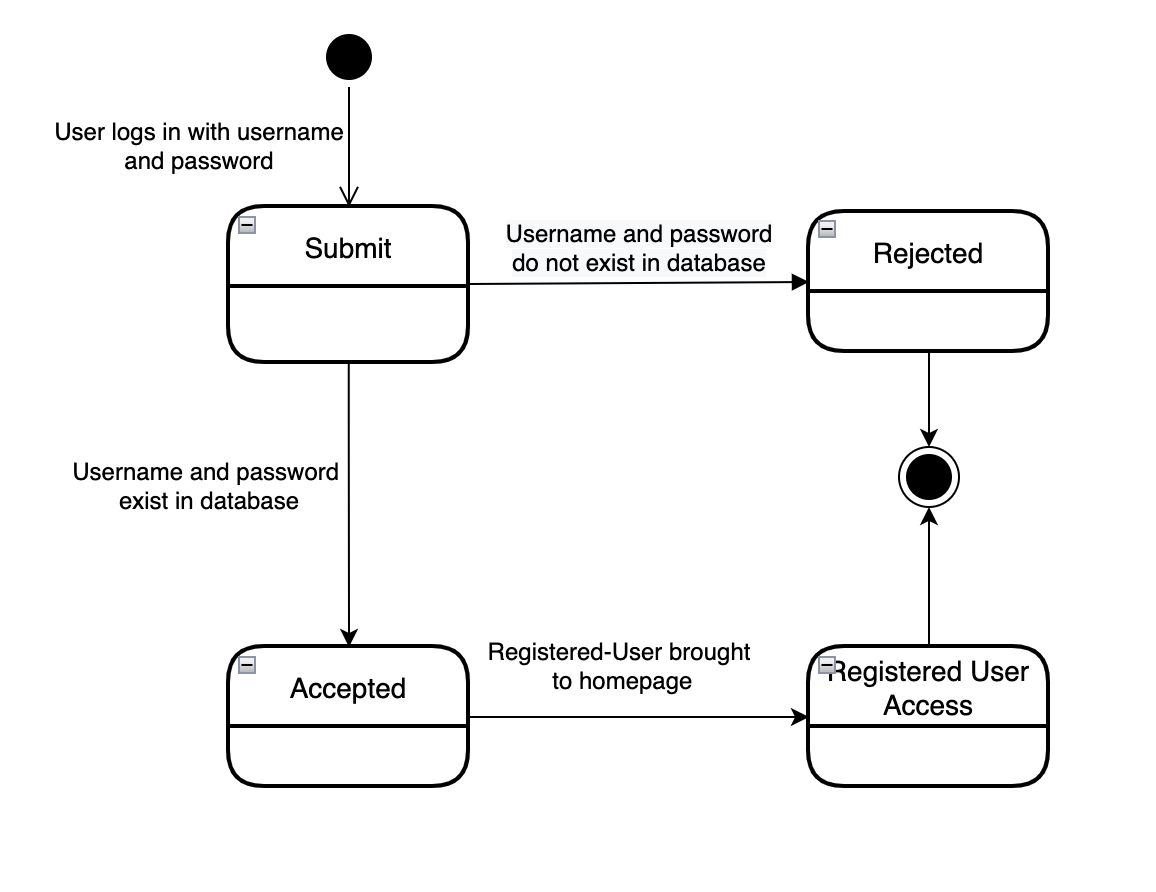 User logs in with username
and password
Submit
Username and password
do not exist in database
Rejected
Username and password
exist in database
Accepted
Registered-User brought
to homepage
Registered User
Access